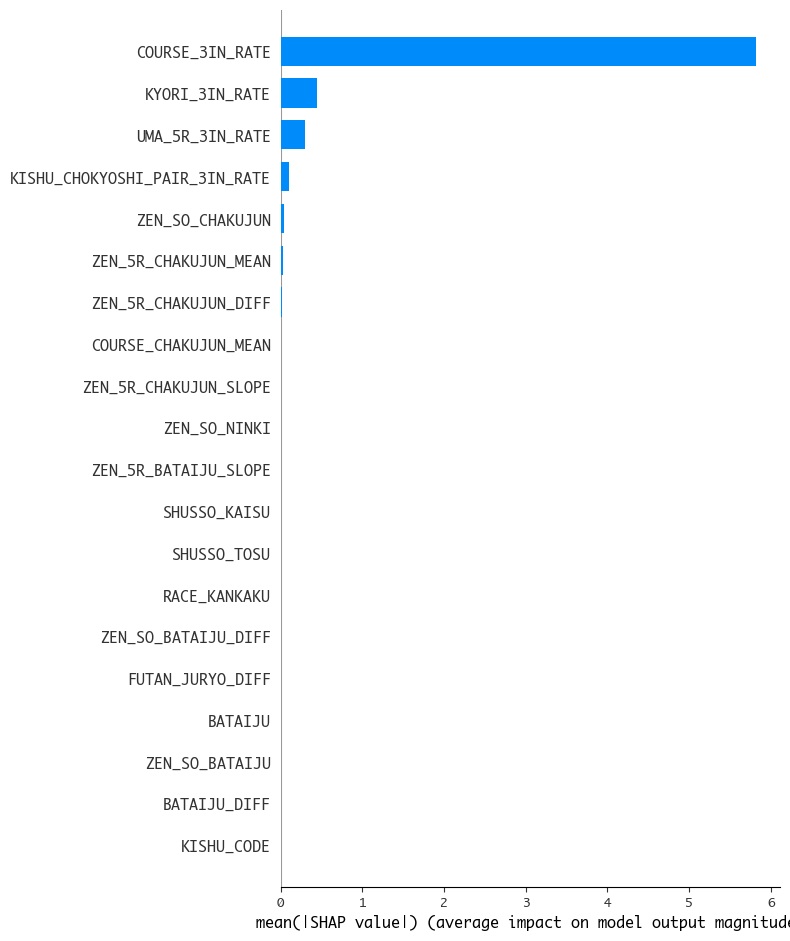 COURSE_3IN_RATE
KYORI_3IN_RATE
UMA_5R_3IN_RATE
KISHU_CHOKYOSHI_PAIR_3IN_RATE
ZEN_SO_CHAKUJUN
ZEN_5R_CHAKUJUN_MEAN
ZEN_5R_CHAKUJUN_DIFF
COURSE_CHAKUJUN_MEAN
ZEN_5R_CHAKUJUN_SLOPE
ZEN_SO_NINKI
ZEN_5R_BATAIJU_SLOPE
SHUSSO_KAISU
SHUSSO_TOSU
RACE_KANKAKU
ZEN_SO_BATAIJU_DIFF
FUTAN_JURYO_DIFF
BATAIJU
ZEN_SO_BATAIJU
BATAIJU_DIFF
KISHU_CODE
0 1 2 3 4 5 6
mean(|SHAP value|) (average impact on model output magnitude